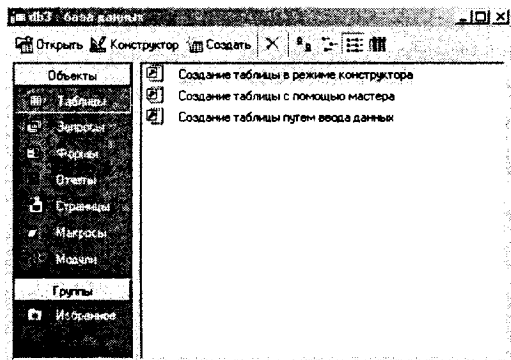 db3 : база данных
Открыть Конструктор Создать
Объекты
Таблицы
Запросы
Формы
Отчеты
Страницы
Макросы
Модули
Группы
Избранное
Создание таблицы в режиме конструктора
Создание таблицы с помощью мастера
Создание таблицы путем ввода данных